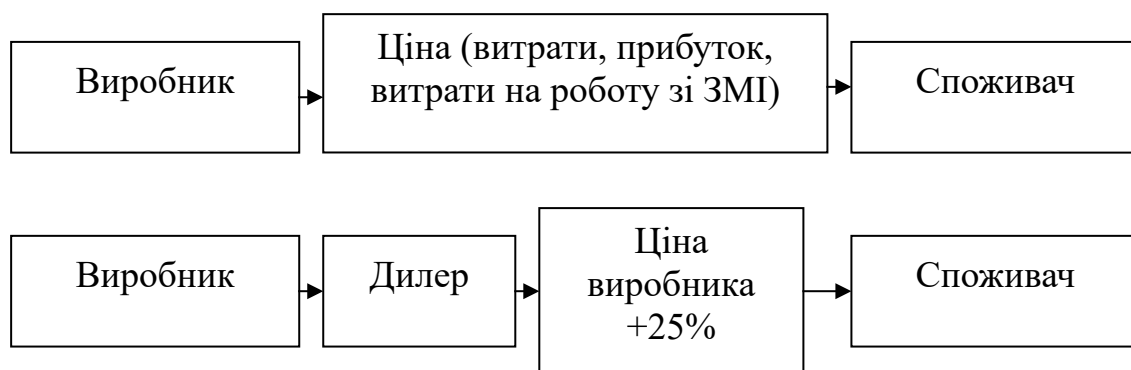 Виробник
Ціна (витрати, прибуток,
витрати на роботу зі ЗМІ)
Споживач
Виробник
Дилер
Ціна
виробника
+25%
Споживач